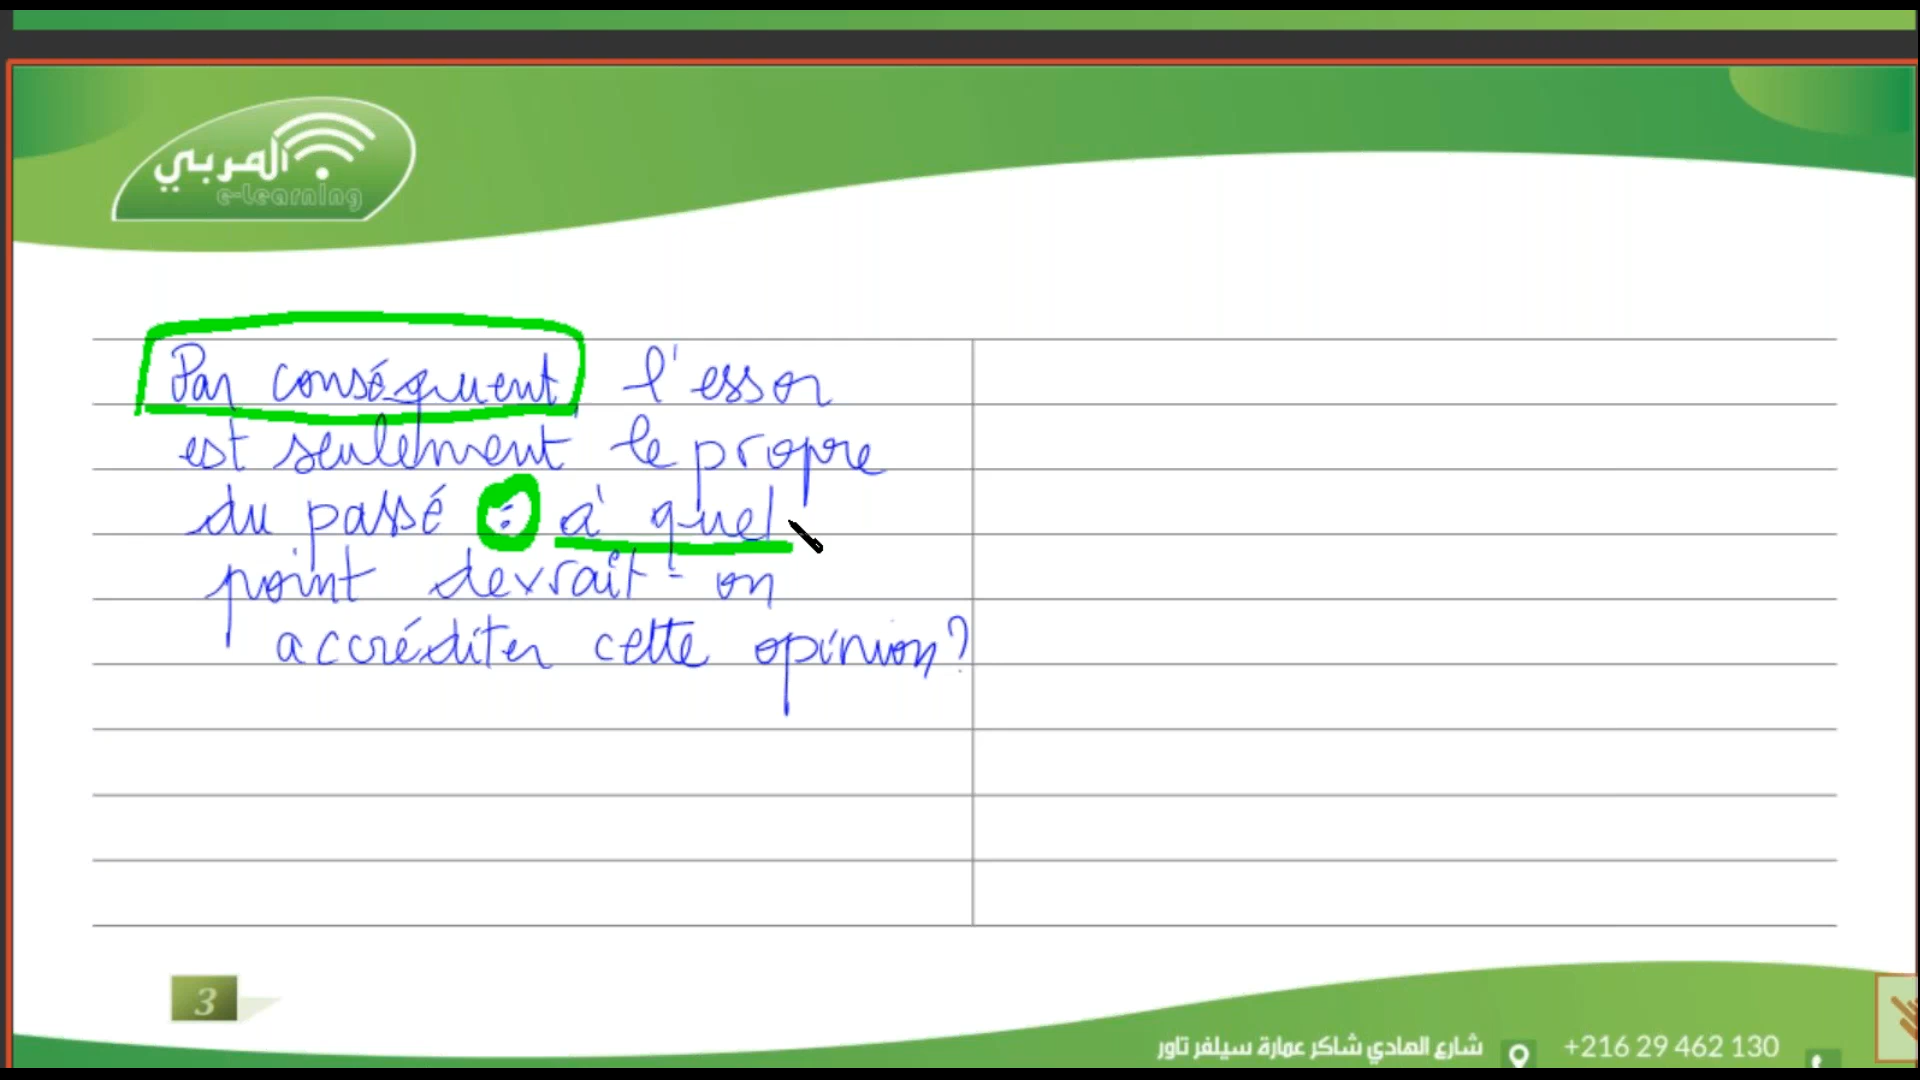 المربي
e-learning
Par conséquent, l'essor
est seulement le propre
du passé : à quel
point devrait-on
accréditer cette opinion?
3
شارع الهادي شاكر عمارة سيلفر تاور
+216 29 462 130